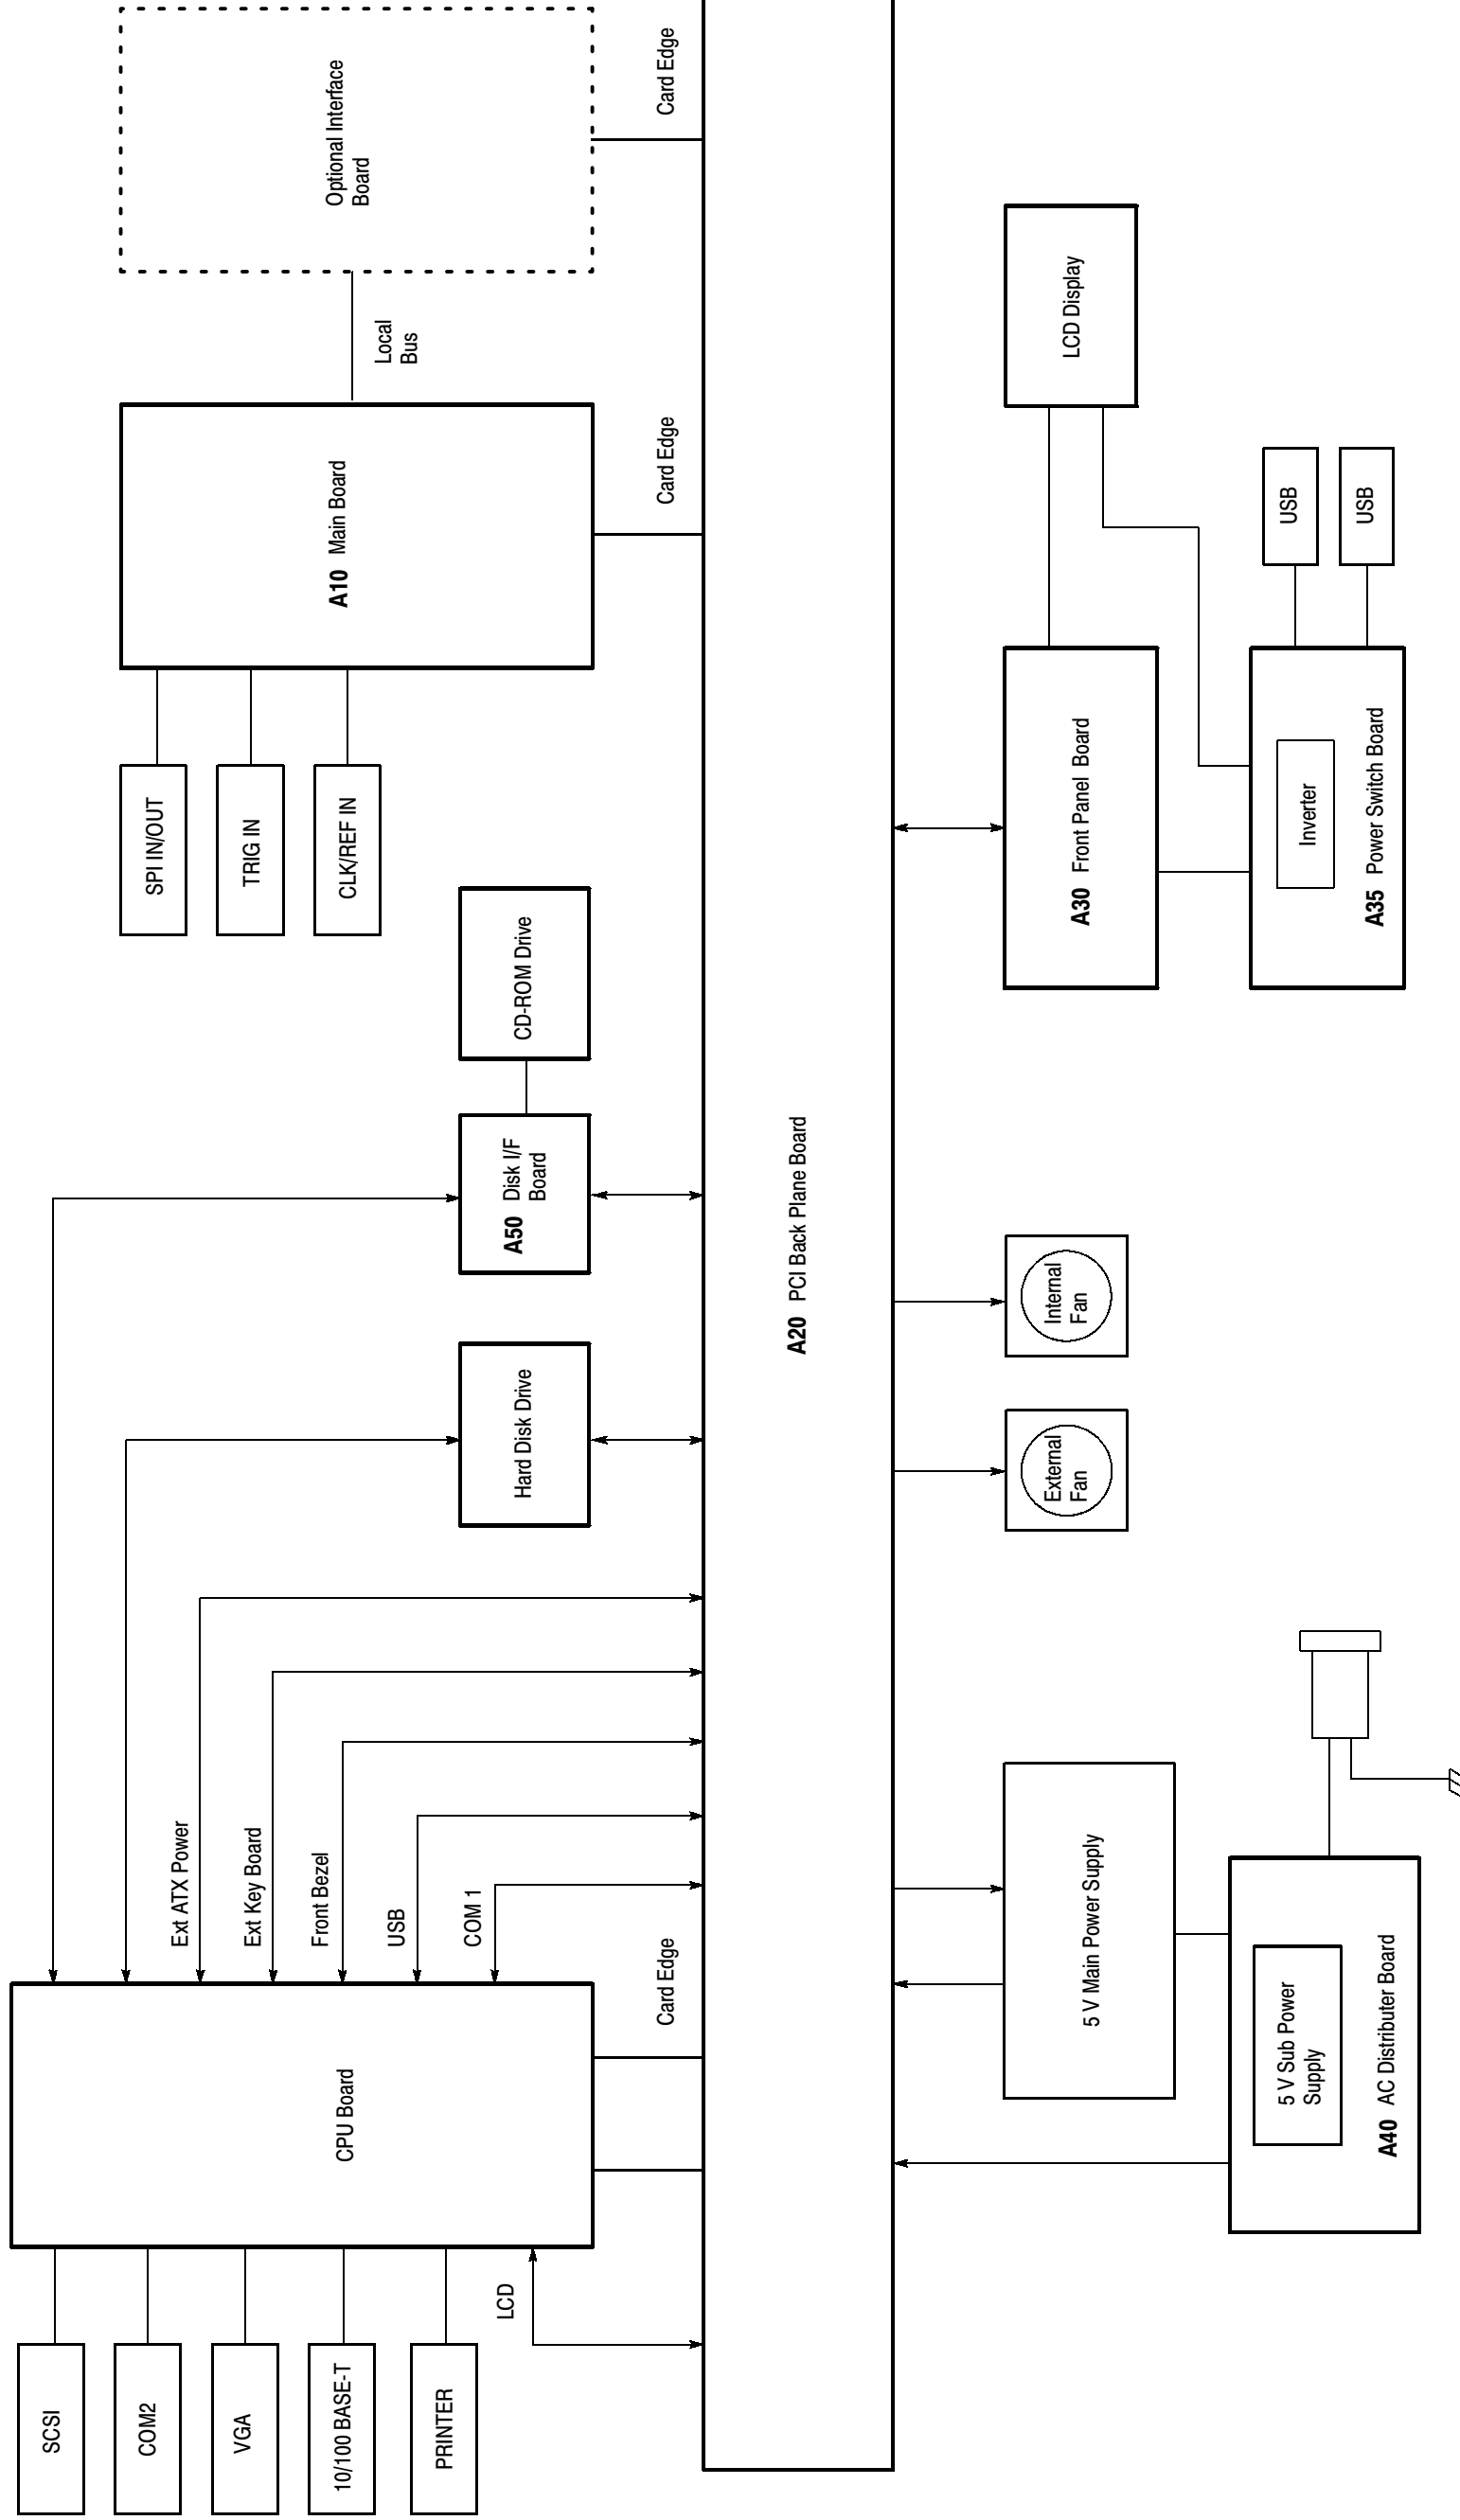 SCSI
COM2
VGA
10/100 BASE-T
PRINTER
LCD
CPU Board
Card Edge
Ext ATX Power
Ext Key Board
Front Bezel
USB
COM 1
Hard Disk Drive
A50 Disk I/F
Board
CD-ROM Drive
SPI IN/OUT
TRIG IN
CLK/REF IN
A10 Main Board
Card Edge
Local
Bus
Optional Interface
Board
Card Edge
A20 PCI Back Plane Board
5 V Main Power Supply
5 V Sub Power
Supply
A40 AC Distributer Board
External
Fan
Internal
Fan
A30 Front Panel Board
LCD Display
Inverter
A35 Power Switch Board
USB
USB